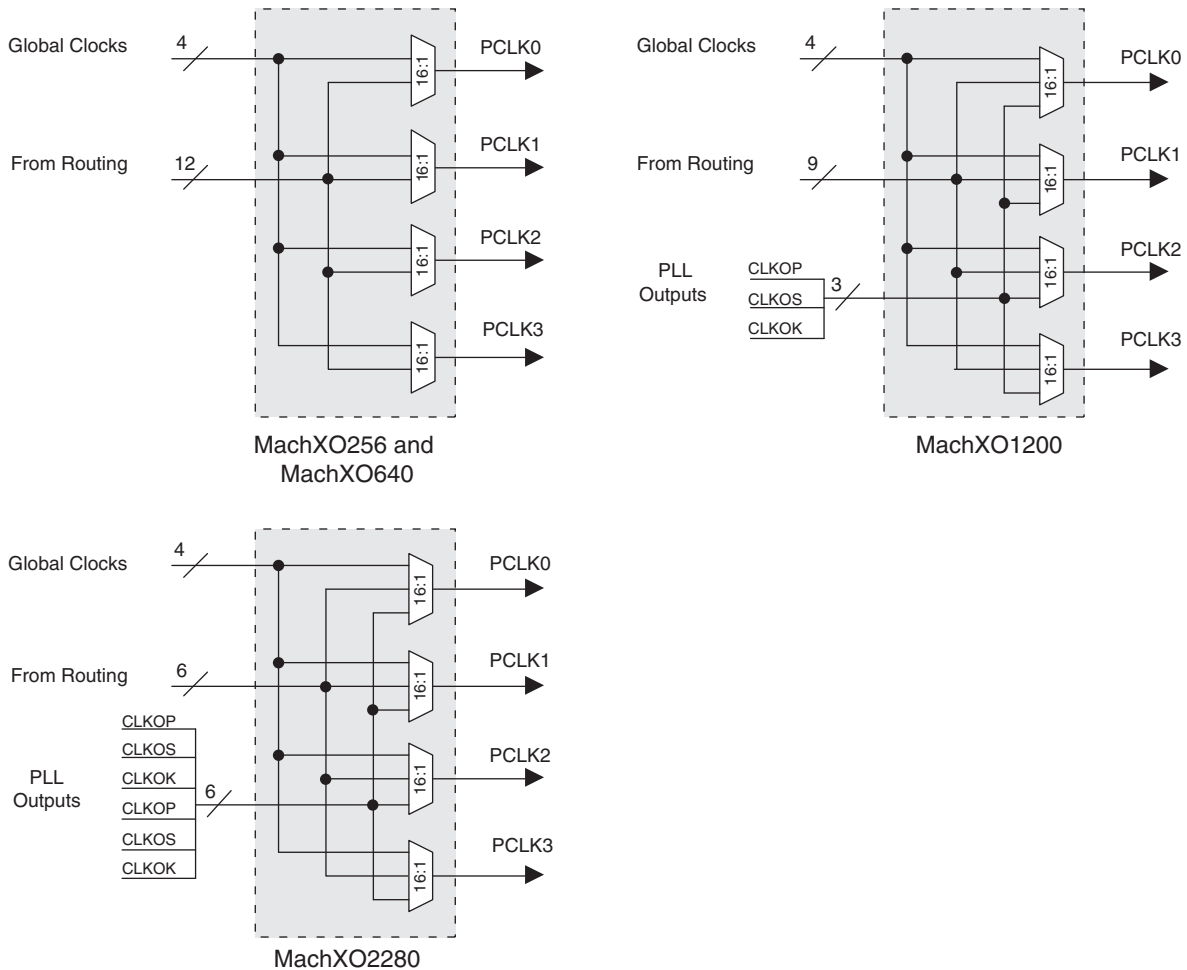 Global Clocks
4
16:1
PCLK0
From Routing
12
16:1
PCLK1
16:1
PCLK2
16:1
PCLK3
MachXO256 and
MachXO640
Global Clocks
4
16:1
PCLK0
From Routing
9
16:1
PCLK1
PLL
Outputs
CLKOP
CLKOS
CLKOK
3
16:1
PCLK2
16:1
PCLK3
MachXO1200
Global Clocks
4
16:1
PCLK0
From Routing
6
16:1
PCLK1
PLL
Outputs
CLKOP
CLKOS
CLKOK
CLKOP
CLKOS
CLKOK
6
16:1
PCLK2
16:1
PCLK3
MachXO2280